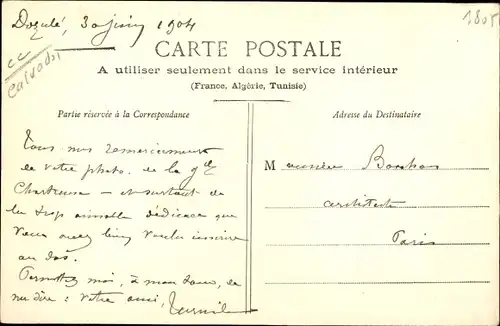 Dozulé, 30 juin 1904
CARTE POSTALE
A utiliser seulement dans le service intérieur
(France, Algérie, Tunisie)
cc
Calvados
Partie réservée à la Correspondance
Adresse du Destinataire
Tous mes remerciements
de votre photo. de la gde
Chartreuse — et surtout de
la trop aimable dédicace que
vous avez bien voulu inscrire
au dos.
Permettez moi, à mon tour, de
me dire : votre ami,
Monsieur
architecte
Paris